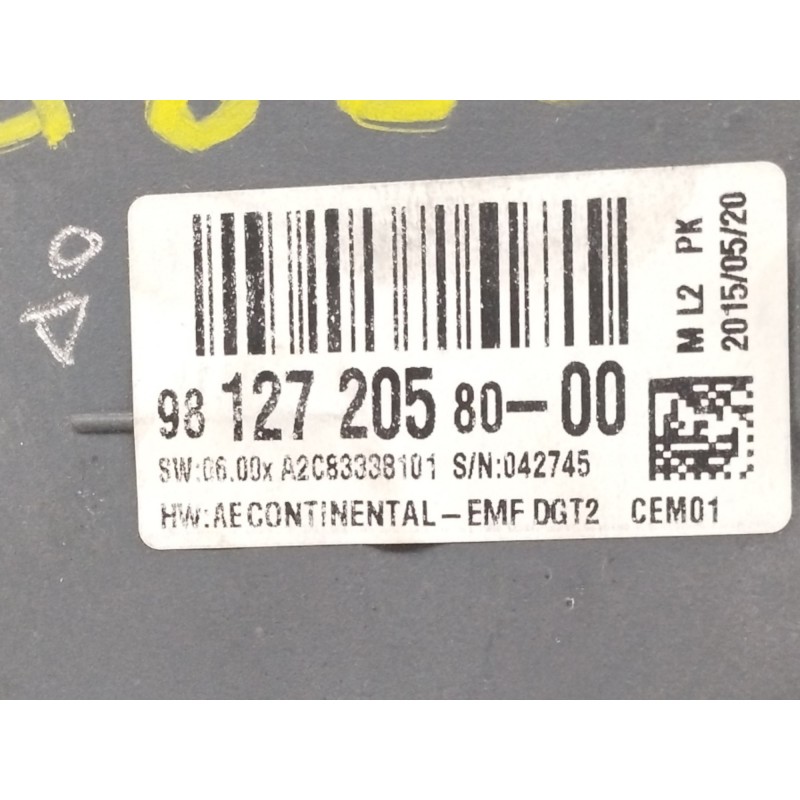 98 127 205 80-00
SW:06.00x A2C83338101 S/N:042745
HW:AECONTINENTAL-EMF DGT2 CEM01
M L2 PK
2015/05/20